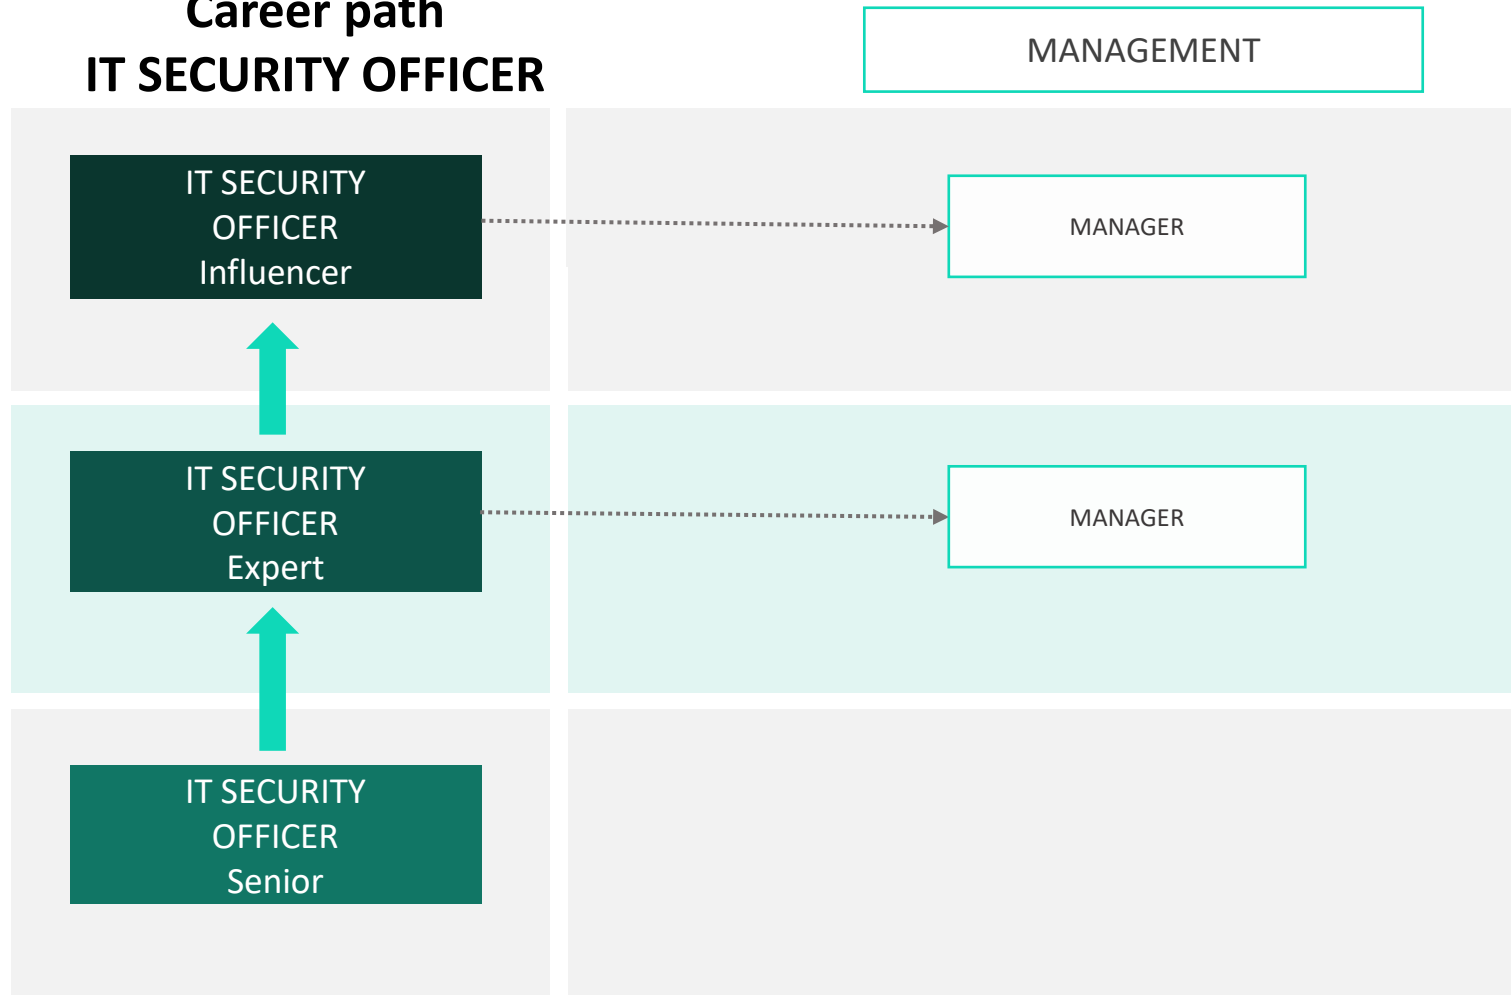 Career path
IT SECURITY OFFICER
MANAGEMENT
IT SECURITY
OFFICER
Influencer
MANAGER
IT SECURITY
OFFICER
Expert
MANAGER
IT SECURITY
OFFICER
Senior